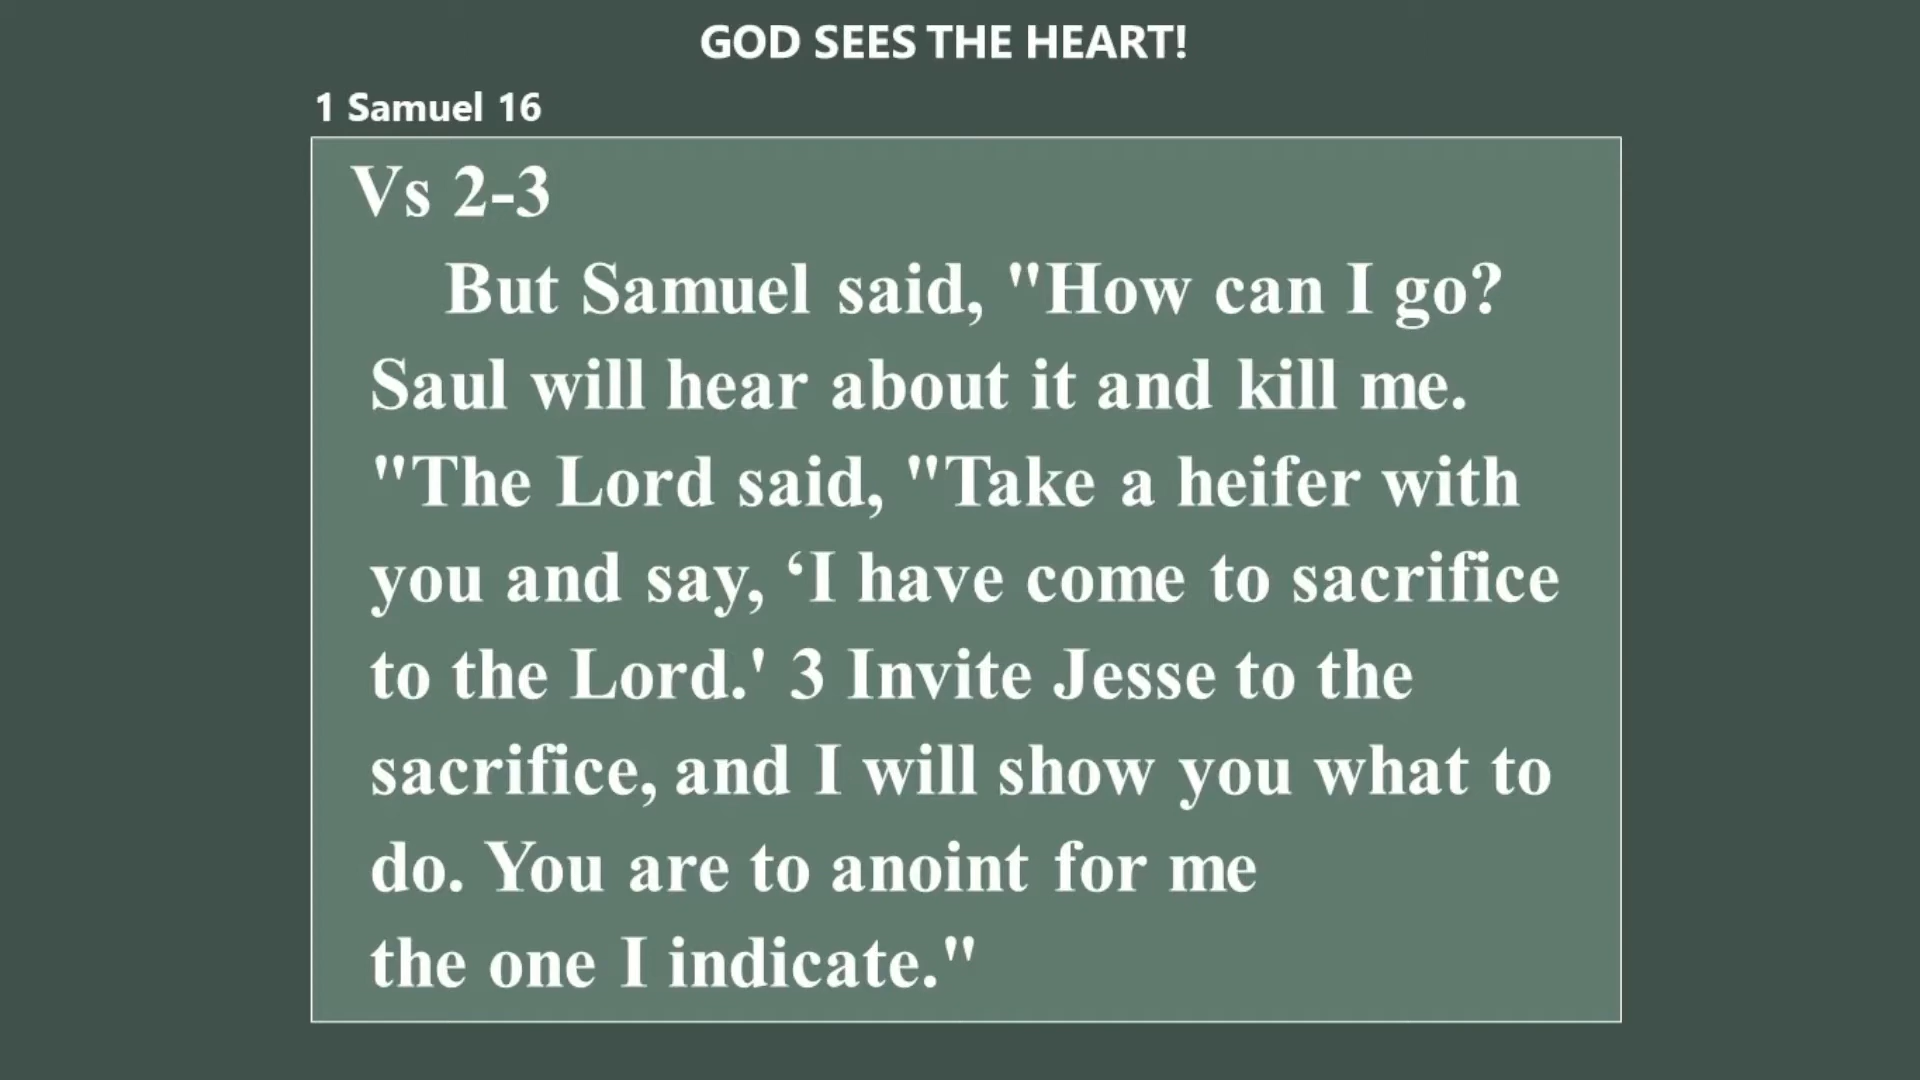 GOD SEES THE HEART!
1 Samuel 16
Vs 2-3
But Samuel said, "How can I go?
Saul will hear about it and kill me.
"The Lord said, "Take a heifer with
you and say, ‘I have come to sacrifice
to the Lord.' 3 Invite Jesse to the
sacrifice, and I will show you what to
do. You are to anoint for me
the one I indicate."